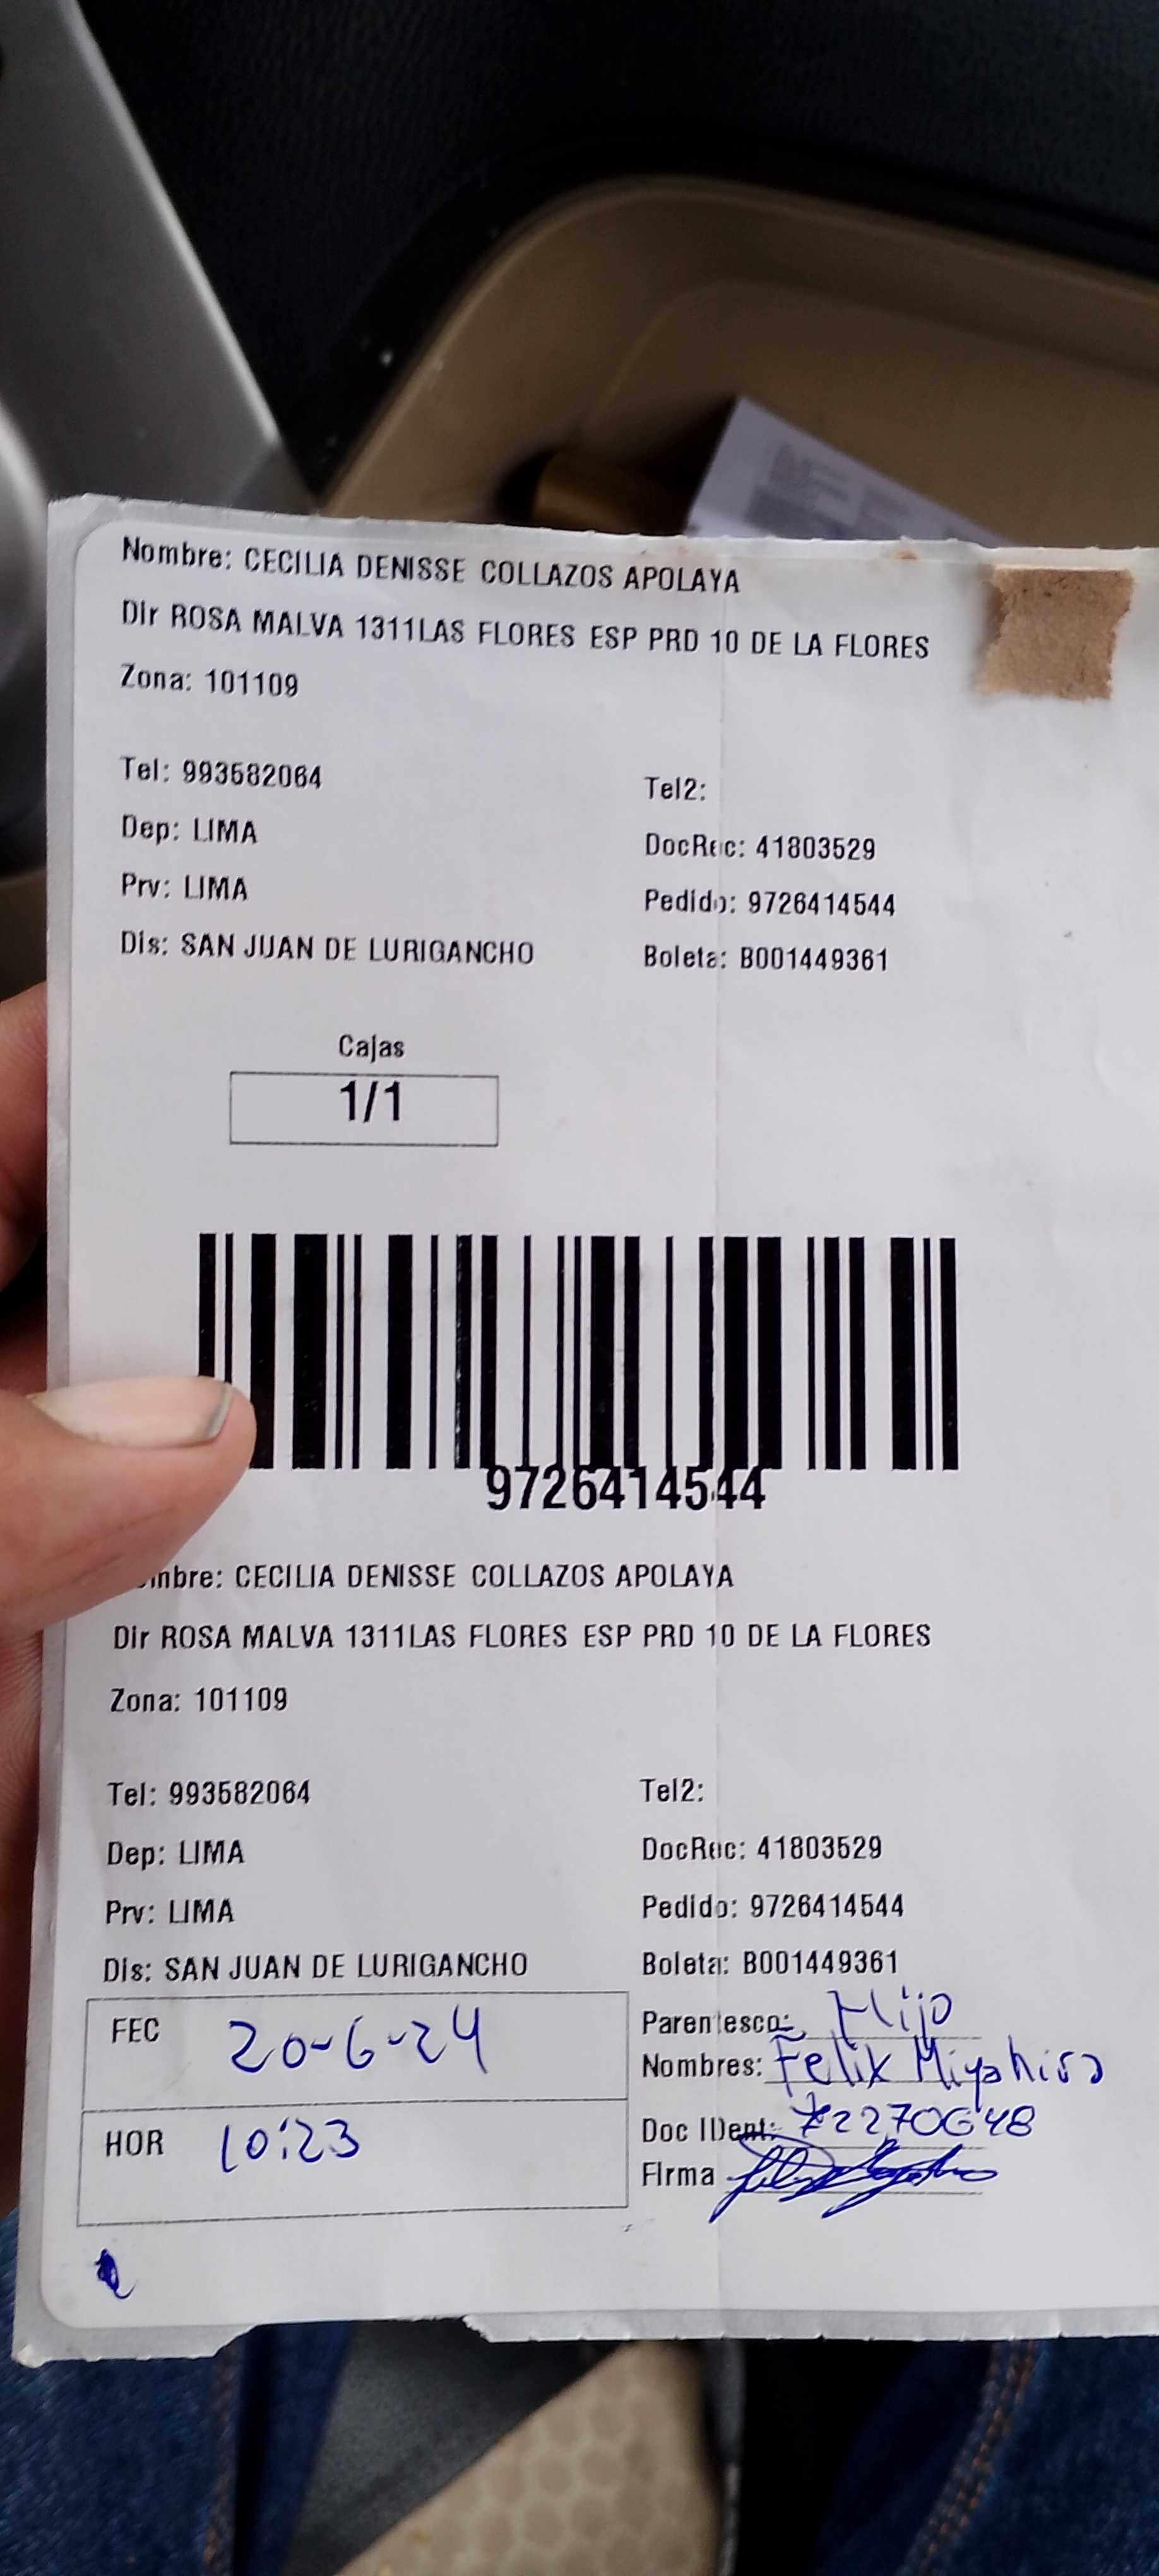 Nombre: CECILIA DENISSE COLLAZOS APOLAYA
Dir ROSA MALVA 1311LAS FLORES ESP PRD 10 DE LA FLORES
Zona: 101109
Tel: 993582064
Tel2:
Dep: LIMA
DocRec: 41803529
Prv: LIMA
Pedido: 9726414544
Dis: SAN JUAN DE LURIGANCHO
Boleta: B001449361
Cajas
1/1
9726414544
mbre: CECILIA DENISSE COLLAZOS APOLAYA
Dir ROSA MALVA 1311LAS FLORES ESP PRD 10 DE LA FLORES
Zona: 101109
Tel: 993582064
Tel2:
Dep: LIMA
DocRec: 41803529
Prv: LIMA
Pedido: 9726414544
Dis: SAN JUAN DE LURIGANCHO
Boleta: B001449361
FEC 20-6-24
Parentesco: Hijo
Nombres: Felix Miyahira
HOR 10:23
Doc IDent: 72270648
Firma